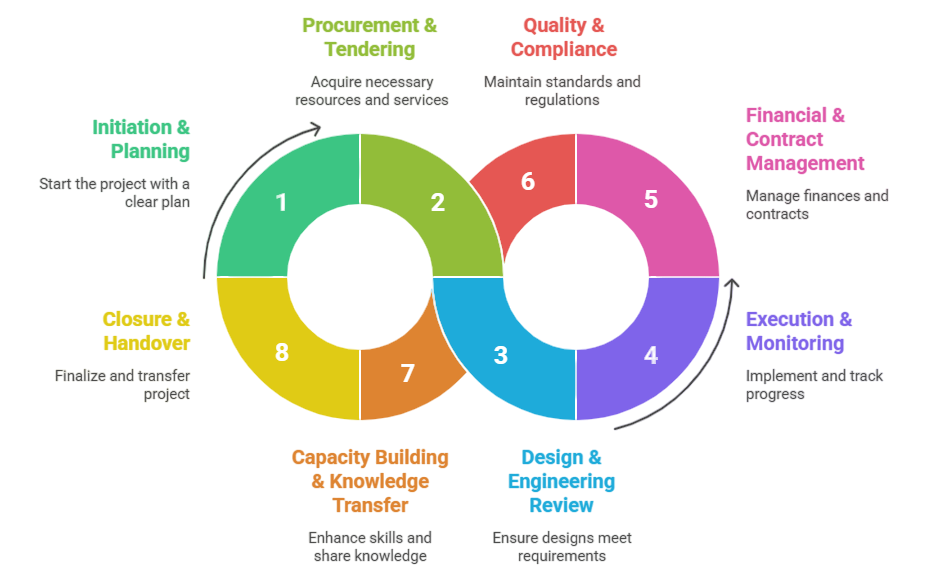 Procurement &
Tendering
Acquire necessary
resources and services
Quality &
Compliance
Maintain standards and
regulations
Initiation &
Planning
Start the project with a
clear plan
Financial &
Contract
Management
Manage finances and
contracts
1
2
6
5
8
7
3
4
Closure &
Handover
Finalize and transfer
project
Execution &
Monitoring
Implement and track
progress
Capacity Building
& Knowledge
Transfer
Enhance skills and
share knowledge
Design &
Engineering
Review
Ensure designs meet
requirements